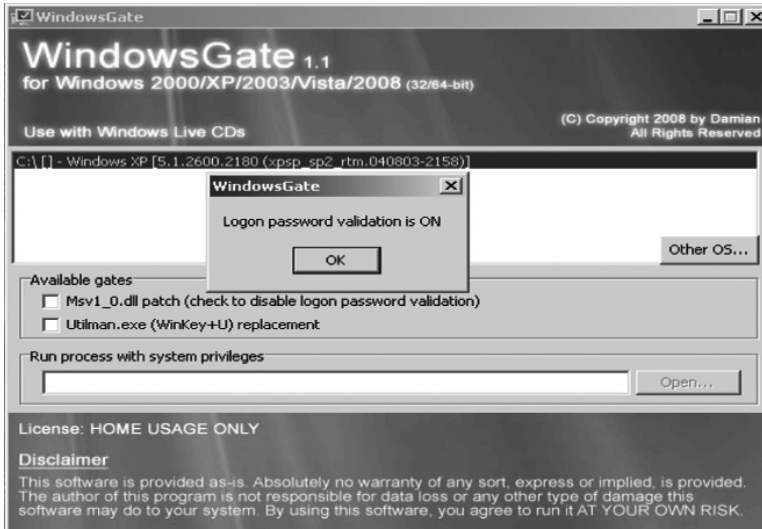 WindowsGate
WindowsGate 1.1
for Windows 2000/XP/2003/Vista/2008 (32/64-bit)
(C) Copyright 2008 by Damian
Use with Windows Live CDs
All Rights Reserved
C:\ [] - Windows XP [5.1.2600.2180 (xpsp_sp2_rtm.040803-2158)]
WindowsGate
Logon password validation is ON
OK
Other OS...
Available gates
Msv1_0.dll patch (check to disable logon password validation)
Utilman.exe (WinKey+U) replacement
Run process with system privileges
Open...
License: HOME USAGE ONLY
Disclaimer
This software is provided as-is. Absolutely no warranty of any sort, express or implied, is provided.
The author of this program is not responsible for data loss or any other type of damage this
software may do to your system. By using this software, you agree to run it AT YOUR OWN RISK.